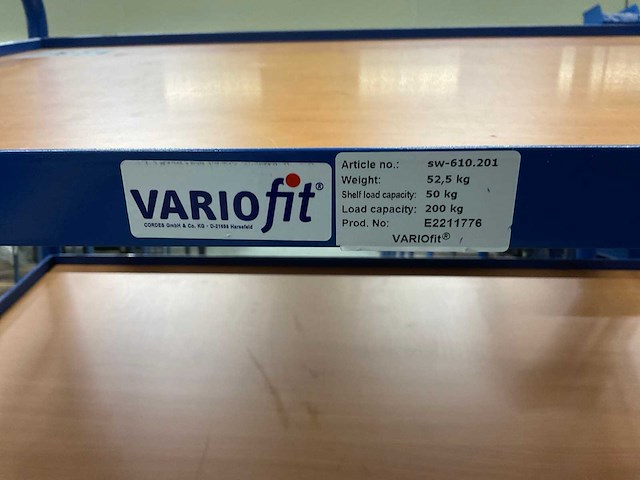 VARIOfit®
CORDES GmbH & Co. KG • D-21698 Harsefeld
Article no.: sw-610.201
Weight: 52,5 kg
Shelf load capacity: 50 kg
Load capacity: 200 kg
Prod. No: E2211776
VARIOfit®